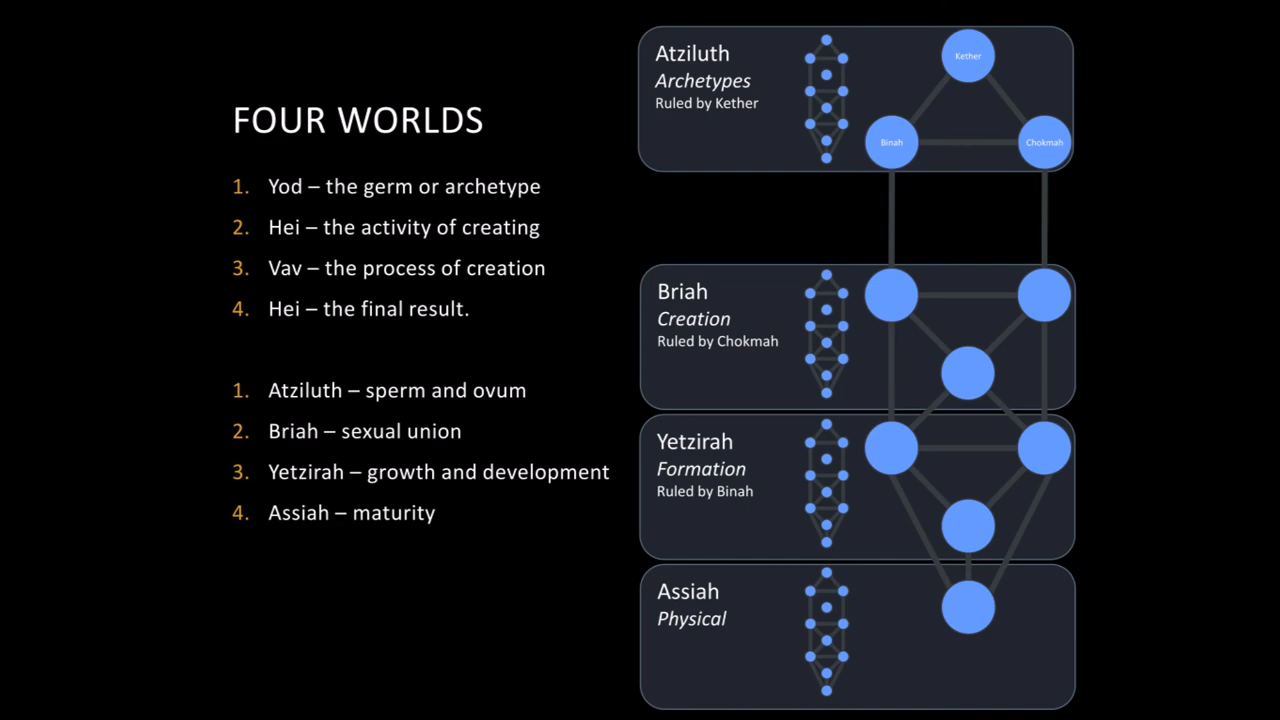 FOUR WORLDS
1. Yod – the germ or archetype
2. Hei – the activity of creating
3. Vav – the process of creation
4. Hei – the final result.
1. Atziluth – sperm and ovum
2. Briah – sexual union
3. Yetzirah – growth and development
4. Assiah – maturity
Atziluth
Archetypes
Ruled by Kether
Kether
Binah
Chokmah
Briah
Creation
Ruled by Chokmah
Yetzirah
Formation
Ruled by Binah
Assiah
Physical